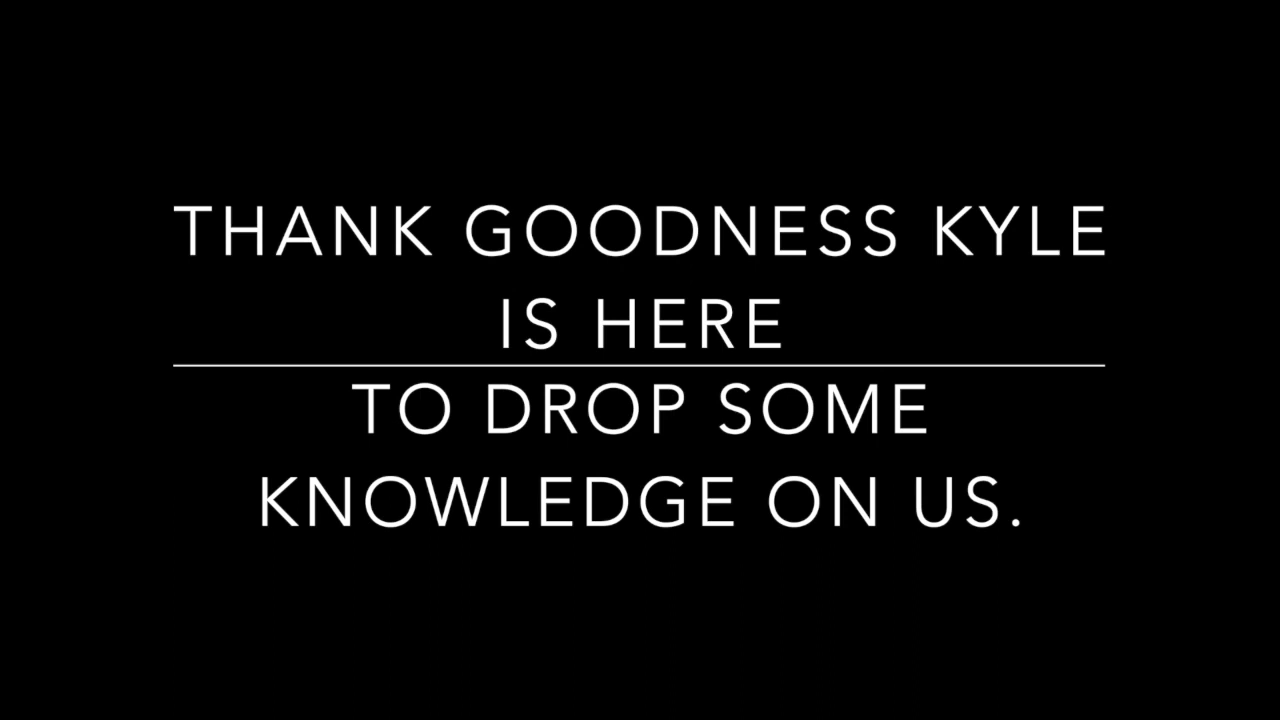 THANK GOODNESS KYLE
IS HERE
TO DROP SOME
KNOWLEDGE ON US.